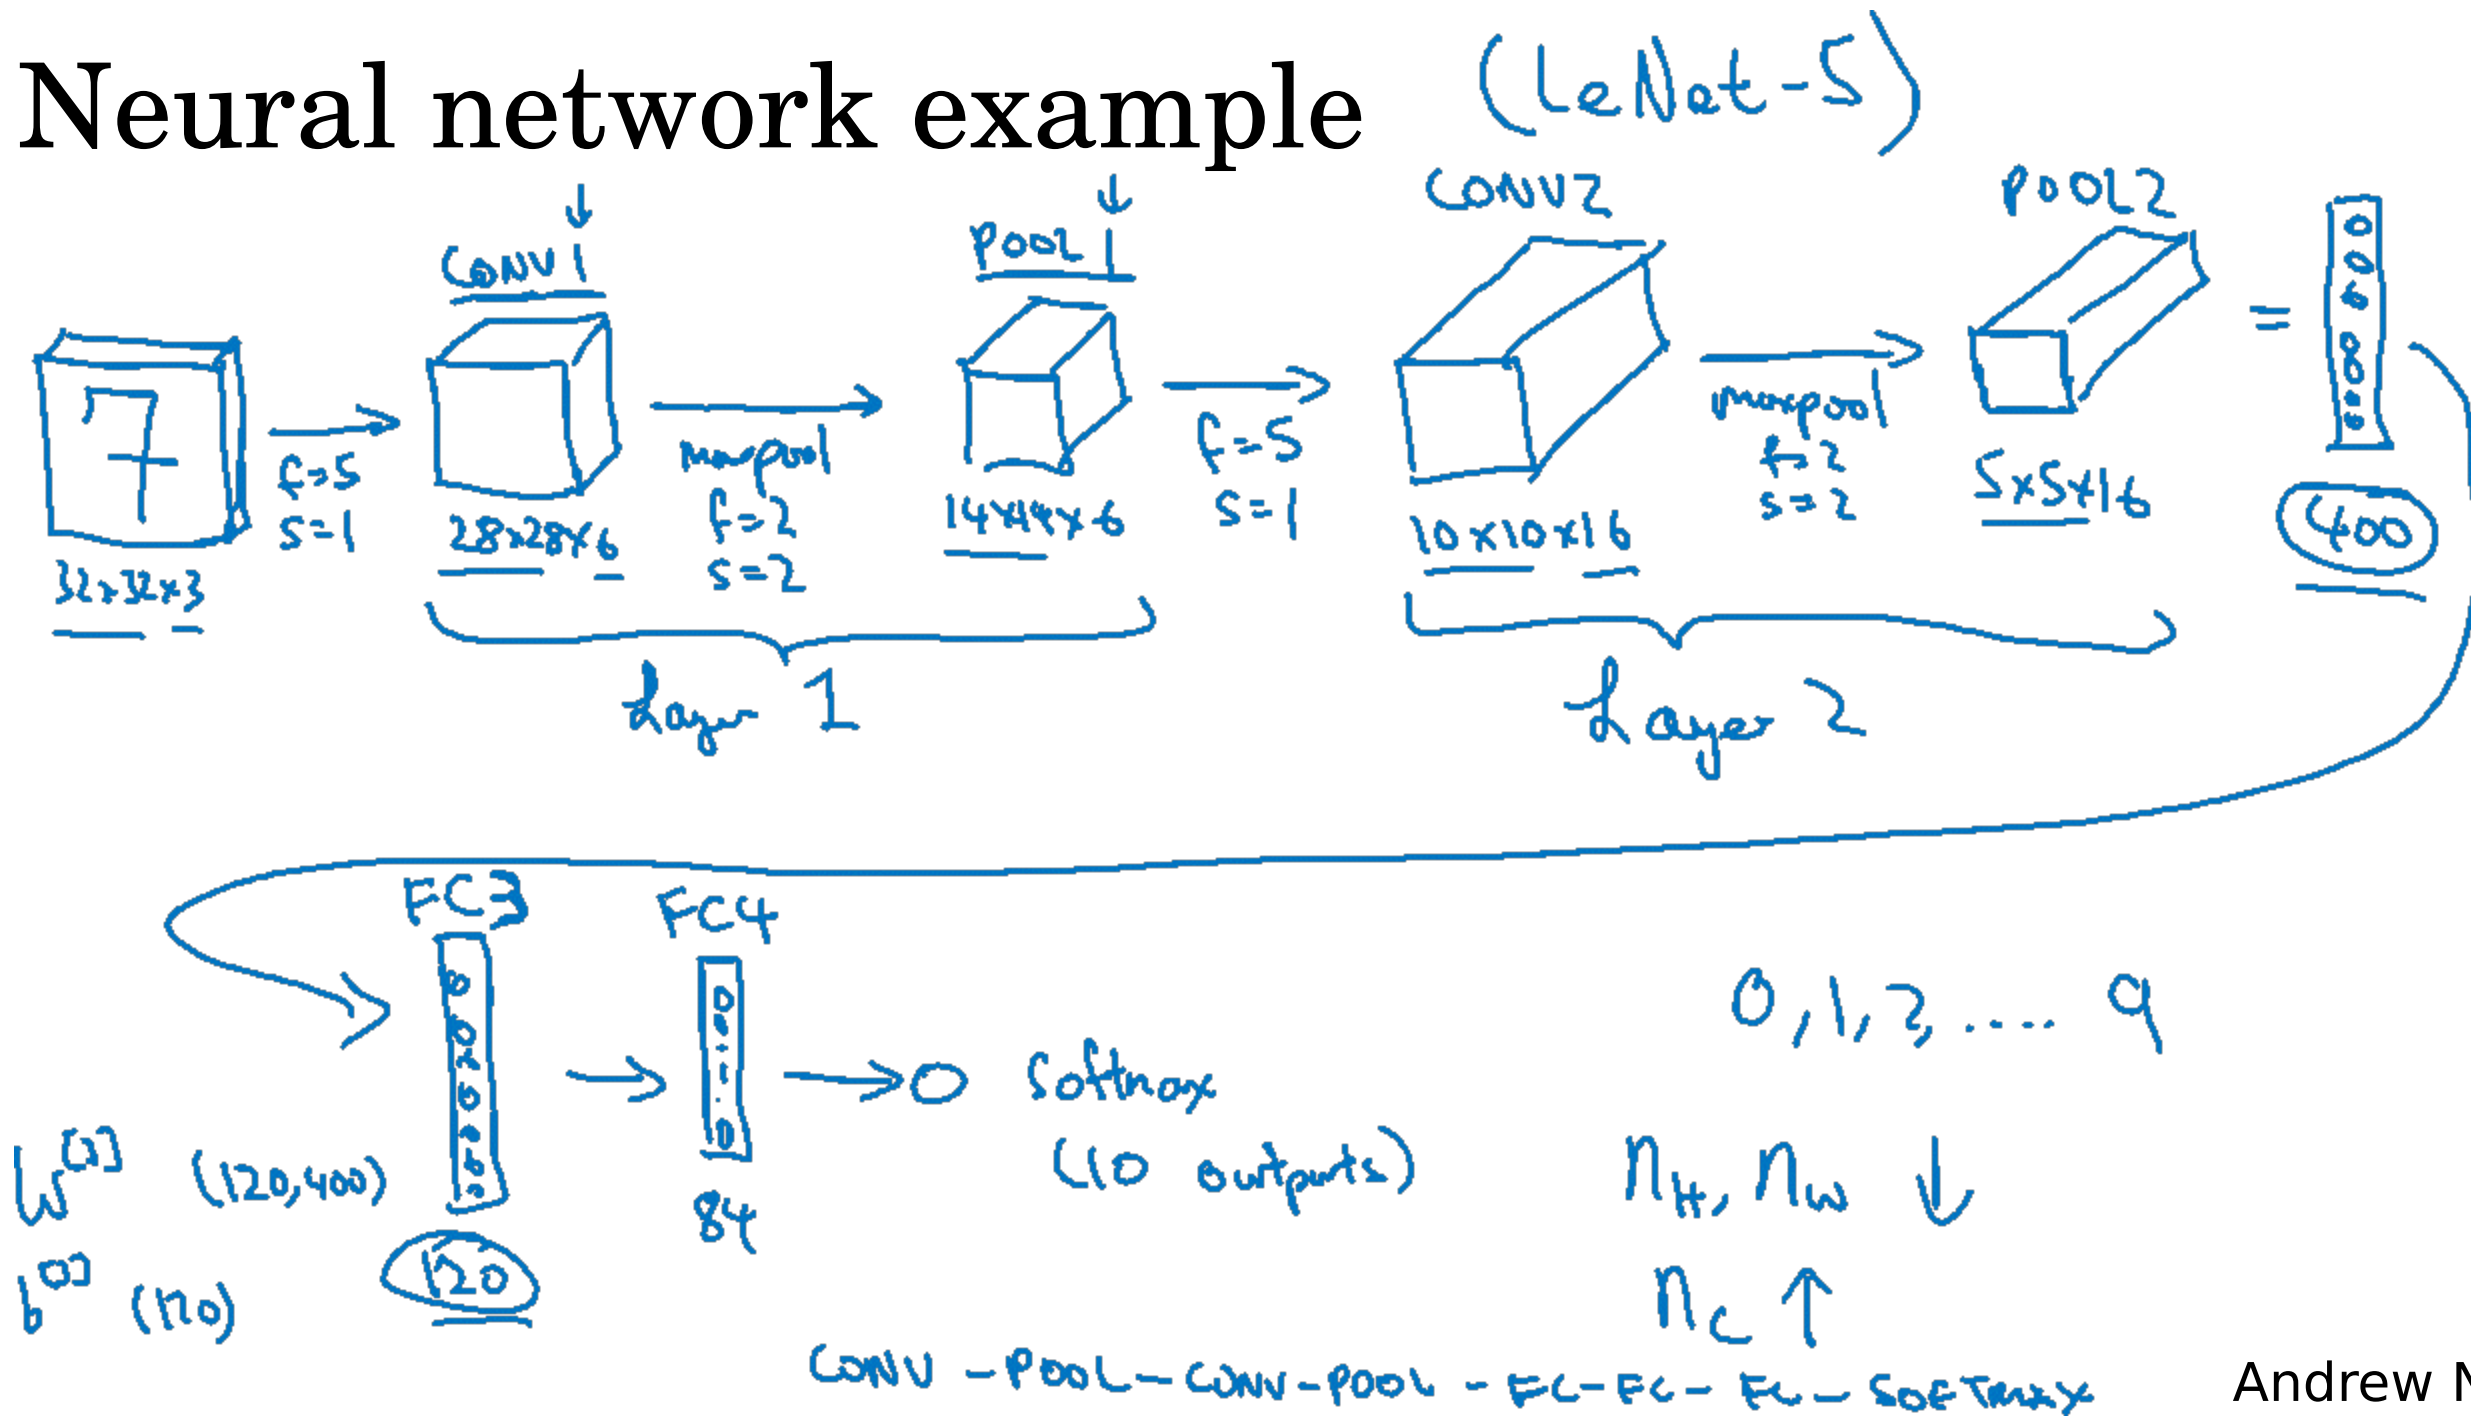 Neural network example (LeNet-5)
CONV1 POOL1 CONV2 POOL2
7
f=5
s=1
maxpool
f=2
s=2
f=5
s=1
maxpool
f=2
s=2
=
32x32x3 28x28x6 14x14x6 10x10x16 5x5x16 400
Layer 1 Layer 2
FC3 FC4
0,1,2,.....9
Softmax
(10 outputs)
W[3] (120,400)
b[3] (120)
120
84
nH, nW ↓
nC ↑
CONV-POOL-CONV-POOL-FC-FC-FC-SOFTMAX
Andrew N